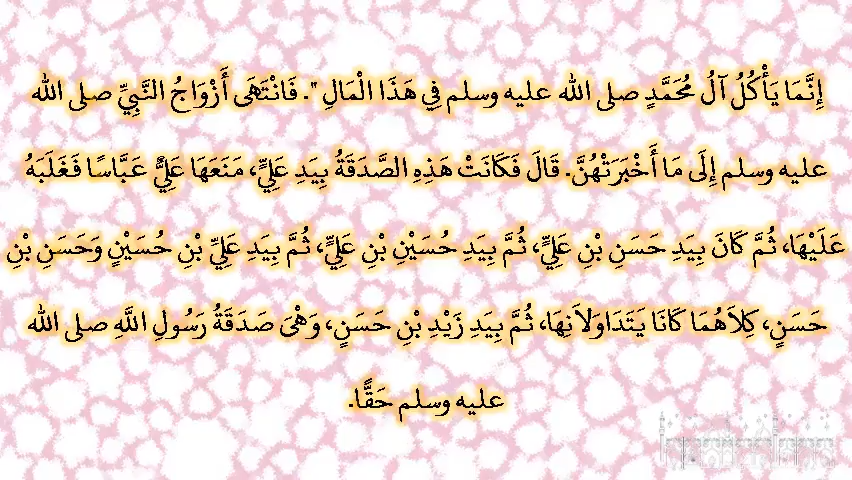 إِنَّمَا يَأْكُلُ آلُ مُحَمَّدٍ صلى الله عليه وسلم فِي هَذَا الْمَالِ ‏"‏‏.‏ فَانْتَهَى أَزْوَاجُ النَّبِيِّ صلى الله
عليه وسلم إِلَى مَا أَخْبَرَتْهُنَّ. قَالَ فَكَانَتْ هَذِهِ الصَّدَقَةُ بِيَدِ عَلِيٍّ، مَنَعَهَا عَلِيٌّ عَبَّاسًا فَغَلَبَهُ
عَلَيْهَا، ثُمَّ كَانَ بِيَدِ حَسَنِ بْنِ عَلِيٍّ، ثُمَّ بِيَدِ حُسَيْنِ بْنِ عَلِيٍّ، ثُمَّ بِيَدِ عَلِيِّ بْنِ حُسَيْنٍ وَحَسَنِ بْنِ
حَسَنٍ، كِلاَهُمَا كَانَا يَتَدَاوَلاَنِهَا، ثُمَّ بِيَدِ زَيْدِ بْنِ حَسَنٍ، وَهْىَ صَدَقَةُ رَسُولِ اللَّهِ صلى الله
عليه وسلم حَقًّا.